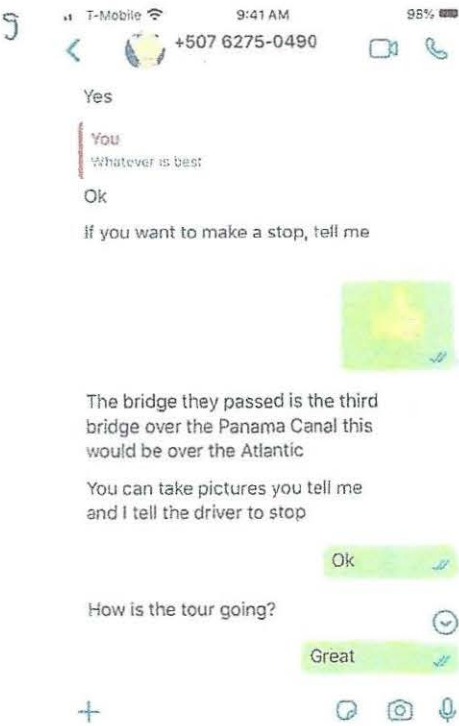 T-Mobile 9:41 AM 98%
+507 6275-0490
Yes
You
Whatever is best
Ok
If you want to make a stop, tell me
The bridge they passed is the third
bridge over the Panama Canal this
would be over the Atlantic
You can take pictures you tell me
and I tell the driver to stop
Ok
How is the tour going?
Great